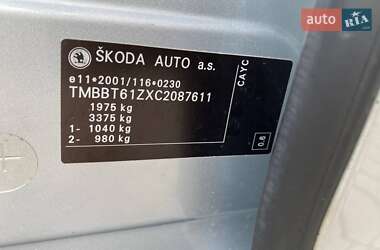 auto RIA.com
ŠKODA AUTO a.s.
e11*2001/116*0230
TMBBT61ZXC2087611
1975 kg
3375 kg
1- 1040 kg
2- 980 kg
CAYC
0.8